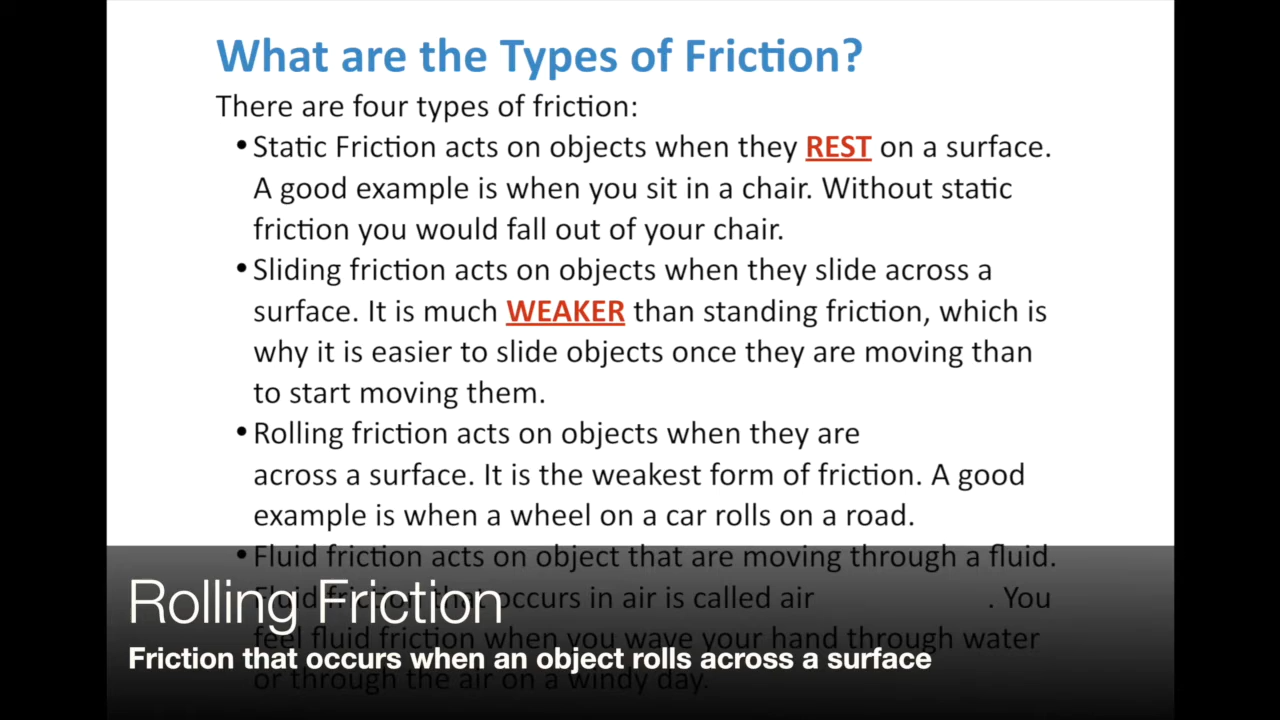 What are the Types of Friction?
There are four types of friction:
• Static Friction acts on objects when they REST on a surface.
A good example is when you sit in a chair. Without static
friction you would fall out of your chair.
• Sliding friction acts on objects when they slide across a
surface. It is much WEAKER than standing friction, which is
why it is easier to slide objects once they are moving than
to start moving them.
• Rolling friction acts on objects when they are
across a surface. It is the weakest form of friction. A good
example is when a wheel on a car rolls on a road.
• Fluid friction acts on object that are moving through a fluid.
Fluid friction that occurs in air is called air . You
feel fluid friction when you wave your hand through water
or through the air on a windy day.
Rolling Friction
Friction that occurs when an object rolls across a surface